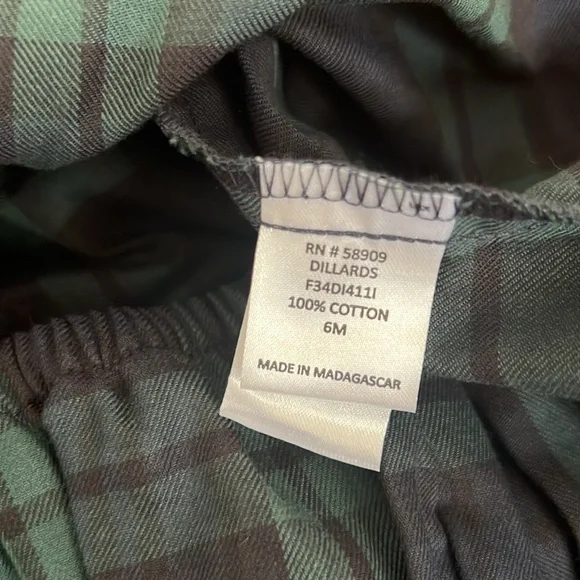 RN # 58909
DILLARDS
F34DI411I
100% COTTON
6M
MADE IN MADAGASCAR